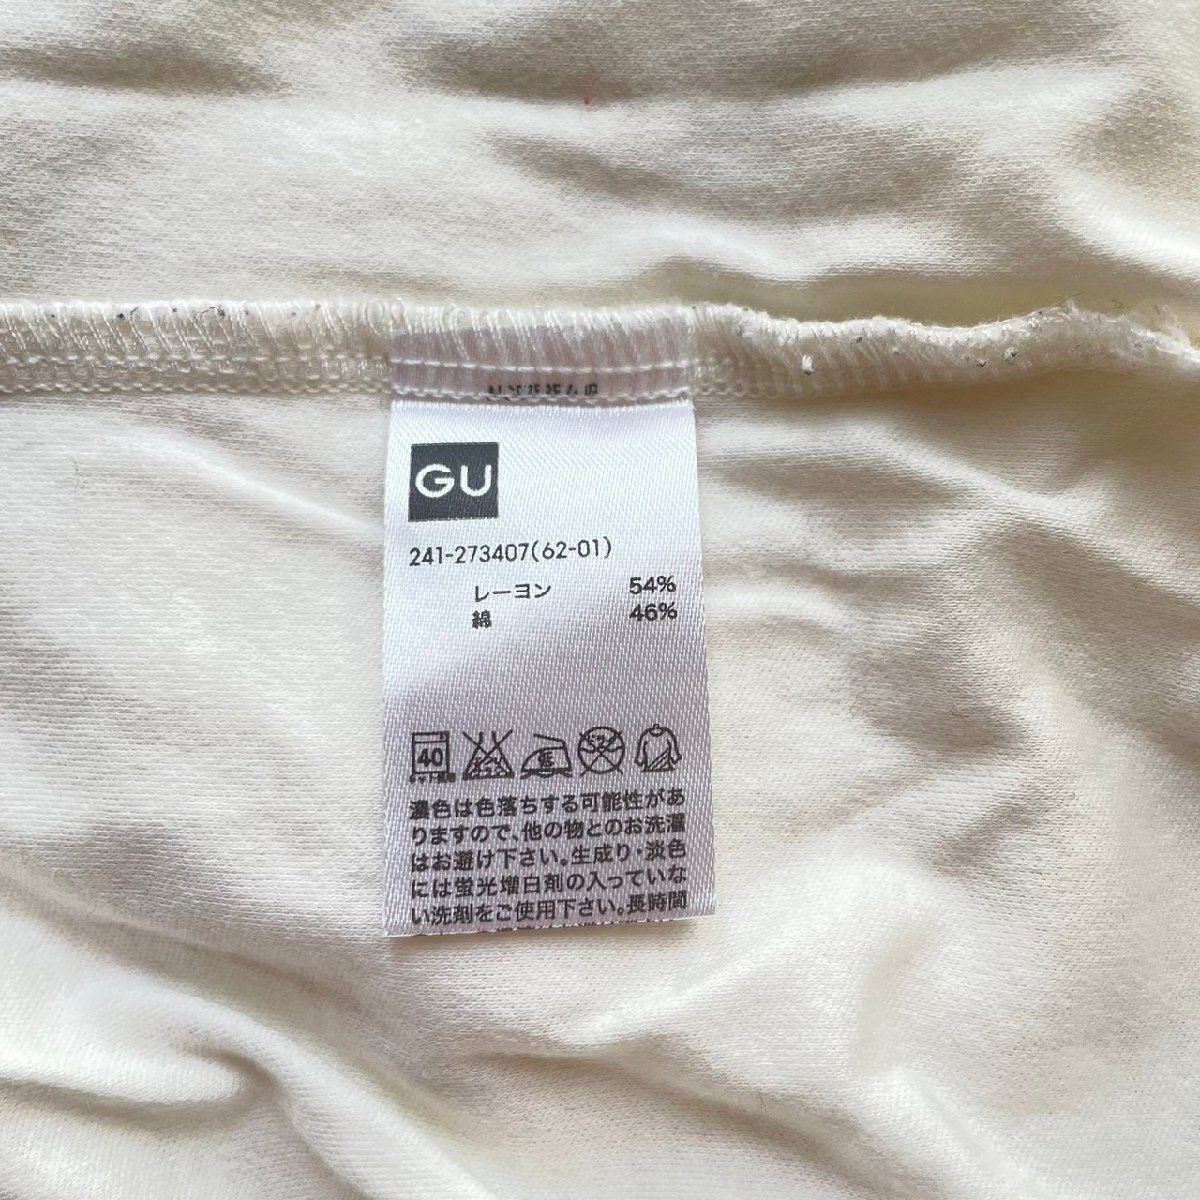 GU
241-273407(62-01)
レーヨン 54%
綿 46%
40
濃色は色落ちする可能性があ
りますので、他の物とのお洗濯
はお避け下さい。生成り・淡色
には蛍光増白剤の入っていな
い洗剤をご使用下さい。長時間